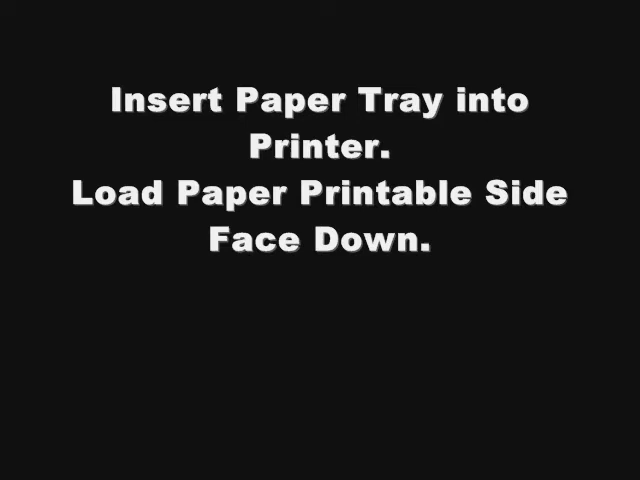 Insert Paper Tray into
Printer.
Load Paper Printable Side
Face Down.